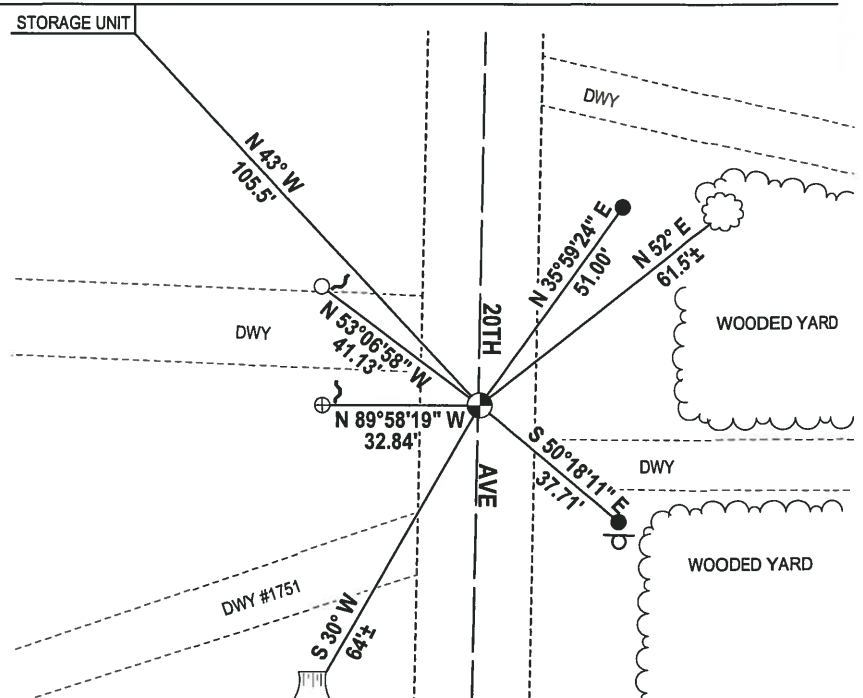 STORAGE UNIT
DWY
N 43° W
105.5'
N 35°59'24" E
51.00'
N 52° E
61.5'±
20TH
N 53°06'58" W
41.13'
DWY
WOODED YARD
N 89°58'19" W
32.84'
S 50°18'11" E
37.71'
DWY
AVE
WOODED YARD
DWY #1751
S 30° W
64'±